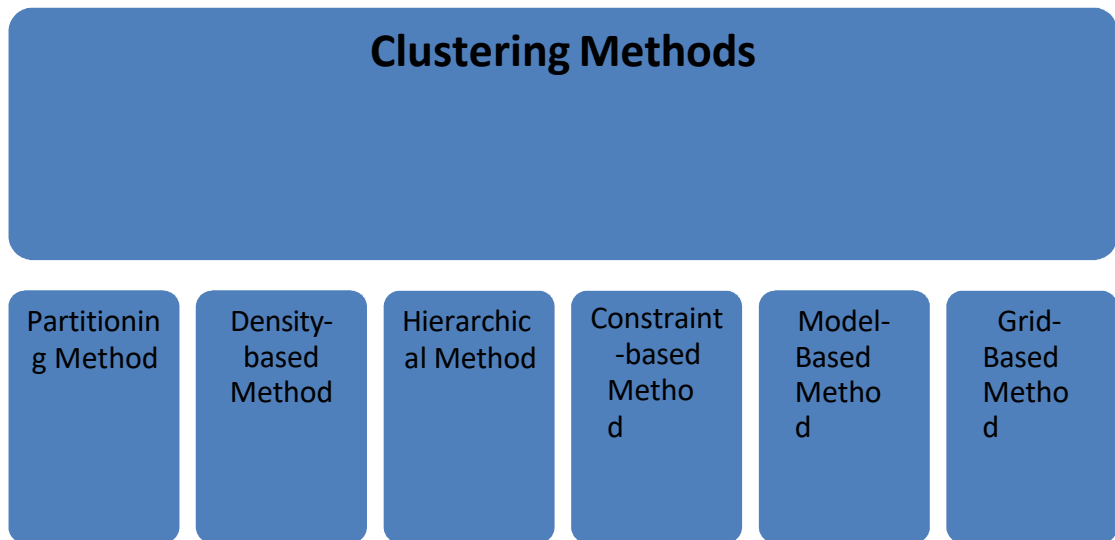 Clustering Methods
Partitionin
g Method
Density-
based
Method
Hierarchic
al Method
Constraint
-based
Metho
d
Model-
Based
Metho
d
Grid-
Based
Metho
d